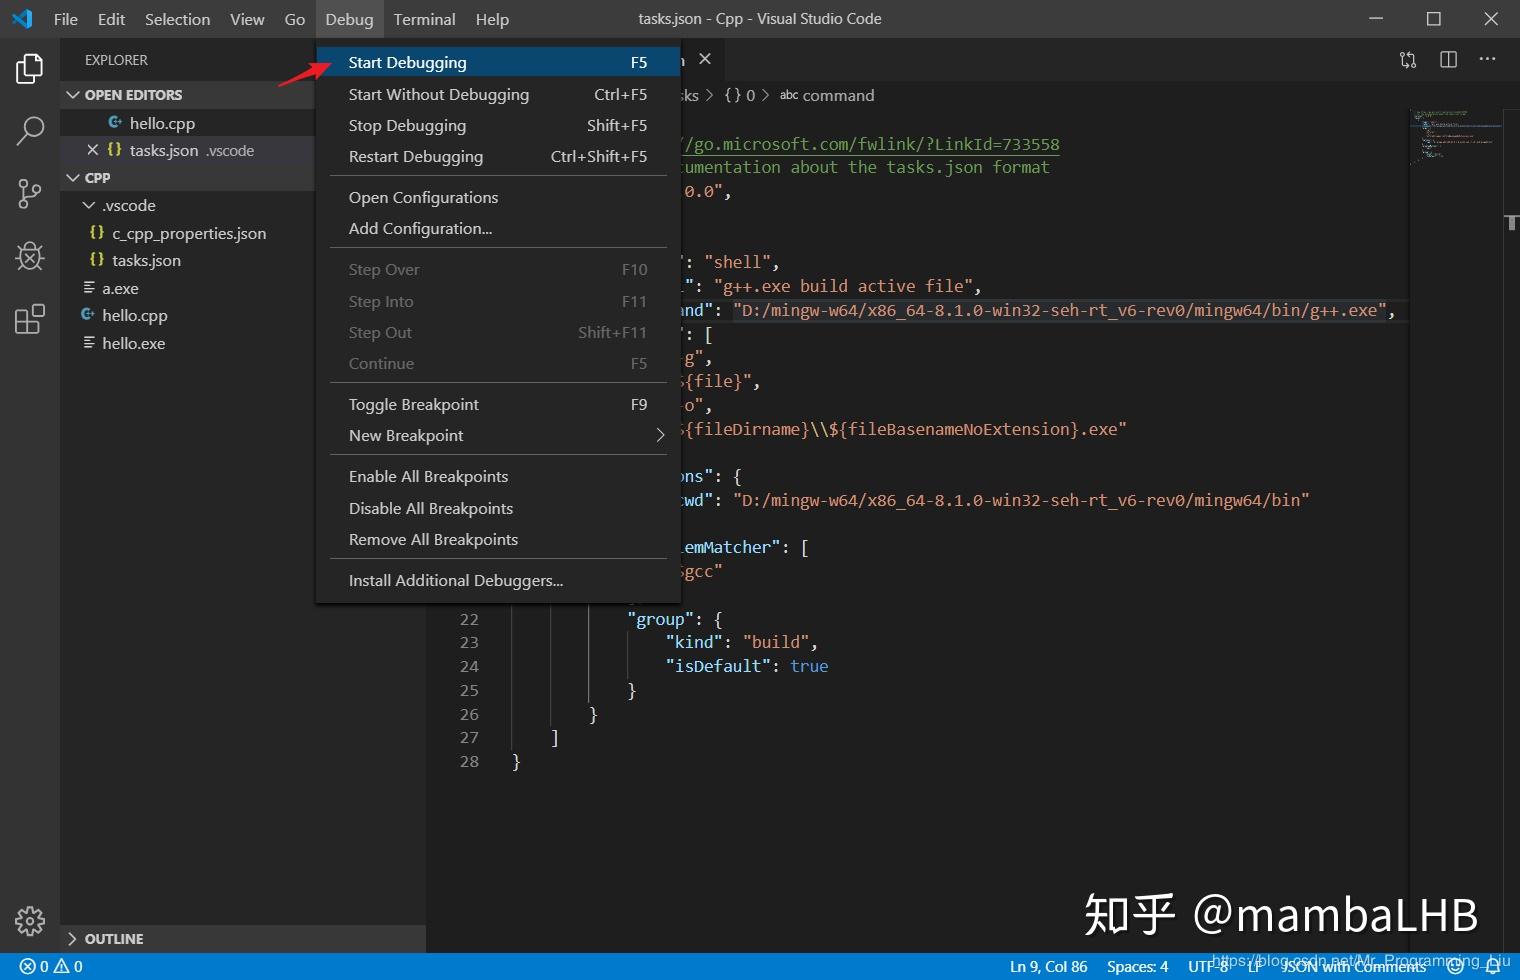 File Edit Selection View Go Debug Terminal Help
tasks.json - Cpp - Visual Studio Code
EXPLORER
OPEN EDITORS
hello.cpp
tasks.json .vscode
CPP
.vscode
c_cpp_properties.json
tasks.json
a.exe
hello.cpp
hello.exe
OUTLINE
Start Debugging F5
Start Without Debugging Ctrl+F5
Stop Debugging Shift+F5
Restart Debugging Ctrl+Shift+F5
Open Configurations
Add Configuration...
Step Over F10
Step Into F11
Step Out Shift+F11
Continue F5
Toggle Breakpoint F9
New Breakpoint
Enable All Breakpoints
Disable All Breakpoints
Remove All Breakpoints
Install Additional Debuggers...
n
sks > {} 0 > abc command
//go.microsoft.com/fwlink/?LinkId=733558
umentation about the tasks.json format
0.0",
": "shell",
l": "g++.exe build active file",
and": "D:/mingw-w64/x86_64-8.1.0-win32-seh-rt_v6-rev0/mingw64/bin/g++.exe",
": [
g",
${file}",
-o",
${fileDirname}\\${fileBasenameNoExtension}.exe"
ons": {
cwd": "D:/mingw-w64/x86_64-8.1.0-win32-seh-rt_v6-rev0/mingw64/bin"
lemMatcher": [
$gcc"
22 "group": {
23 "kind": "build",
24 "isDefault": true
25 }
26 }
27 ]
28 }
知乎 @mambaLHB
https://blog.csdn.net/Mr_Programming_Liu
0 0
Ln 9, Col 86 Spaces: 4 UTF-8 LF JSON with Comments